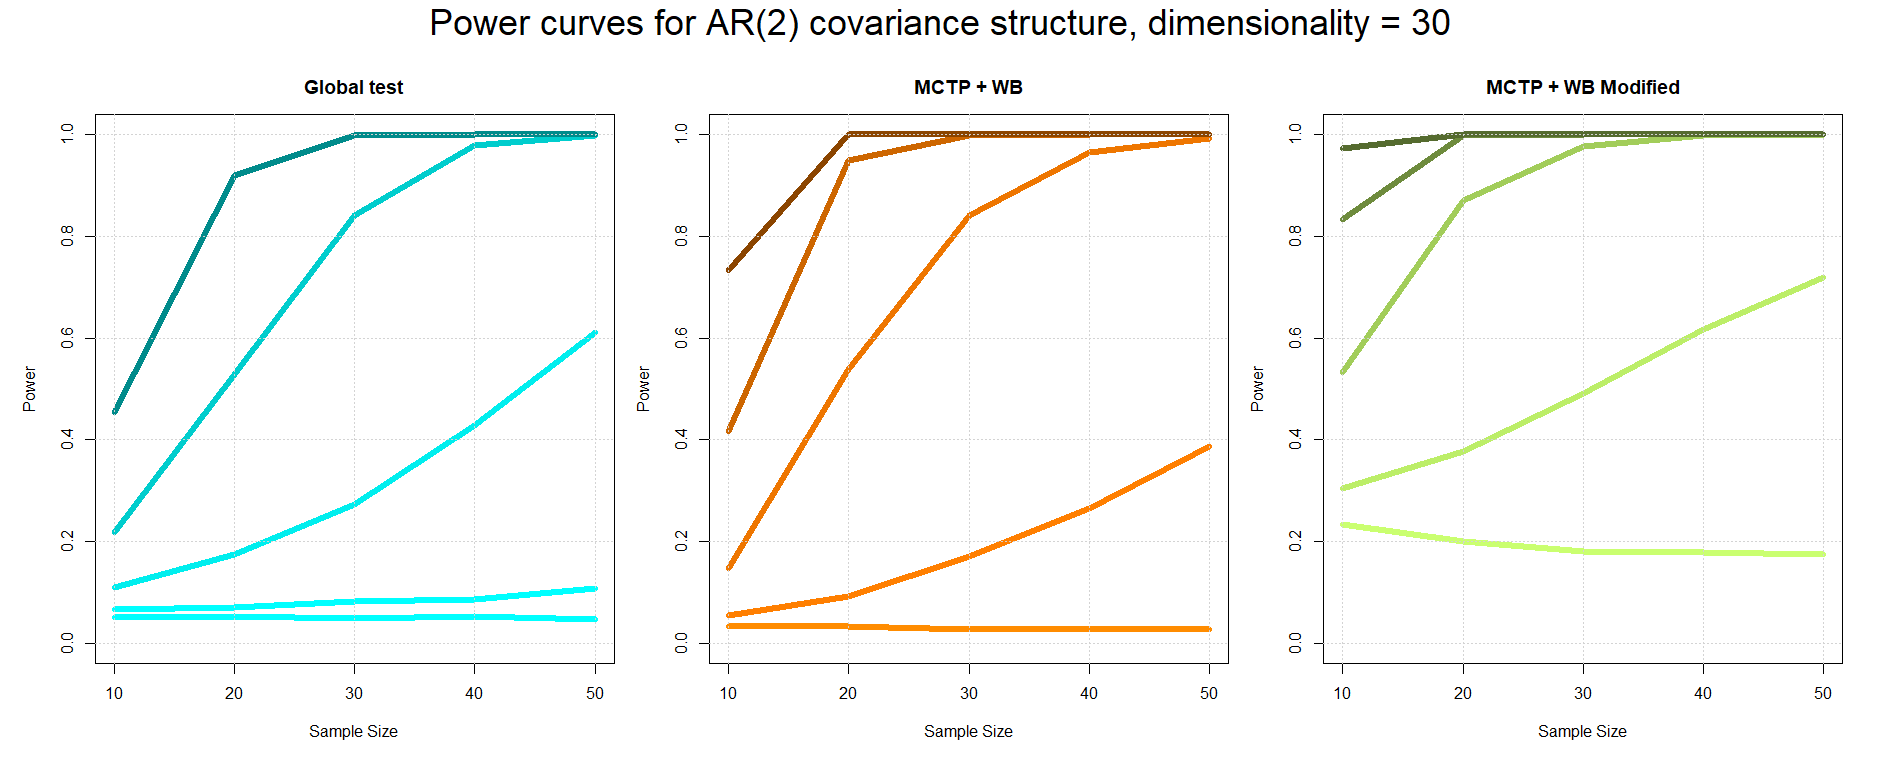 Power curves for AR(2) covariance structure, dimensionality = 30
Global test
Power
0.0 0.2 0.4 0.6 0.8 1.0
10 20 30 40 50
Sample Size
MCTP + WB
Power
0.0 0.2 0.4 0.6 0.8 1.0
10 20 30 40 50
Sample Size
MCTP + WB Modified
Power
0.0 0.2 0.4 0.6 0.8 1.0
10 20 30 40 50
Sample Size